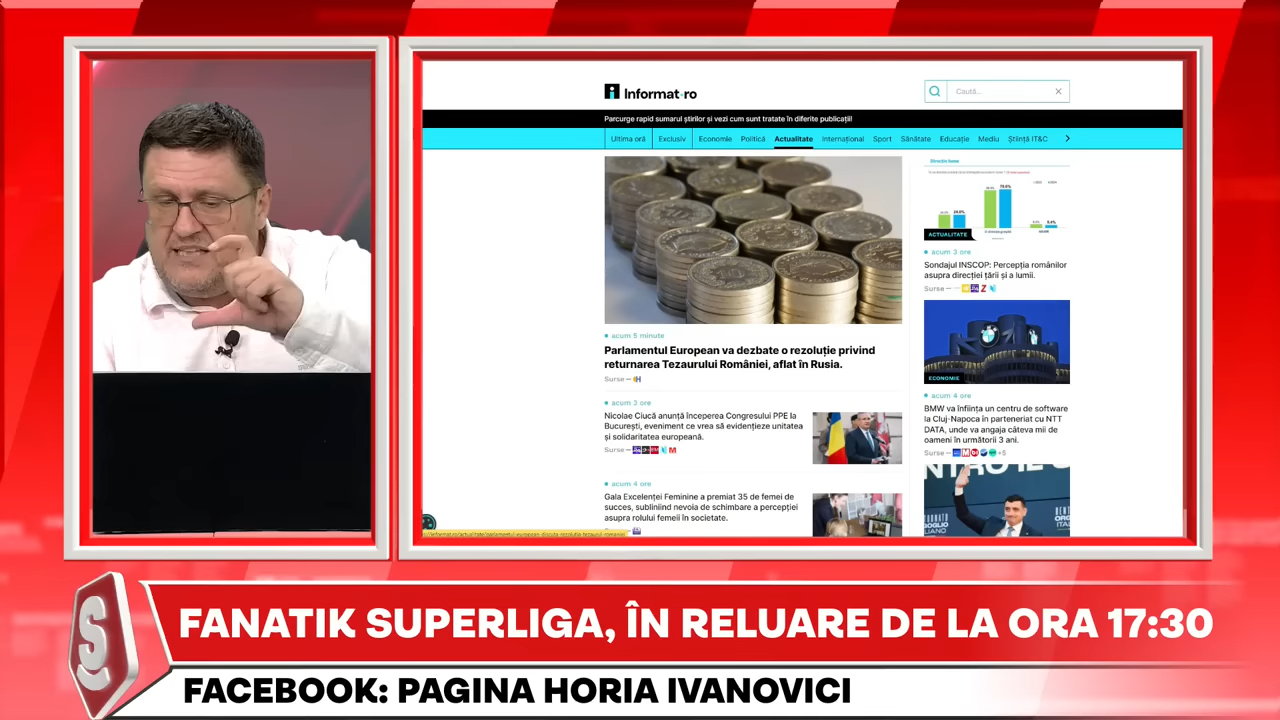 Informat.ro
Caută...
Parcurge rapid sumarul știrilor și vezi cum sunt tratate în diferite publicații!
Ultima oră
Exclusiv
Economie
Politică
Actualitate
Internațional
Sport
Sănătate
Educație
Mediu
Știință IT&C
acum 5 minute
Parlamentul European va dezbate o rezoluție privind
returnarea Tezaurului României, aflat în Rusia.
Surse —
acum 3 ore
Nicolae Ciucă anunță începerea Congresului PPE la
București, eveniment ce vrea să evidențieze unitatea
și solidaritatea europeană.
Surse —
acum 4 ore
Gala Excelenței Feminine a premiat 35 de femei de
succes, subliniind nevoia de schimbare a percepției
asupra rolului femeii în societate.
ACTUALITATE
acum 3 ore
Sondajul INSCOP: Percepția românilor
asupra direcției țării și a lumii.
Surse —
ECONOMIE
acum 4 ore
BMW va înființa un centru de software
la Cluj-Napoca în parteneriat cu NTT
DATA, unde va angaja câteva mii de
oameni în următorii 3 ani.
Surse —
+5
FANATIK SUPERLIGA, ÎN RELUARE DE LA ORA 17:30
FACEBOOK: PAGINA HORIA IVANOVICI